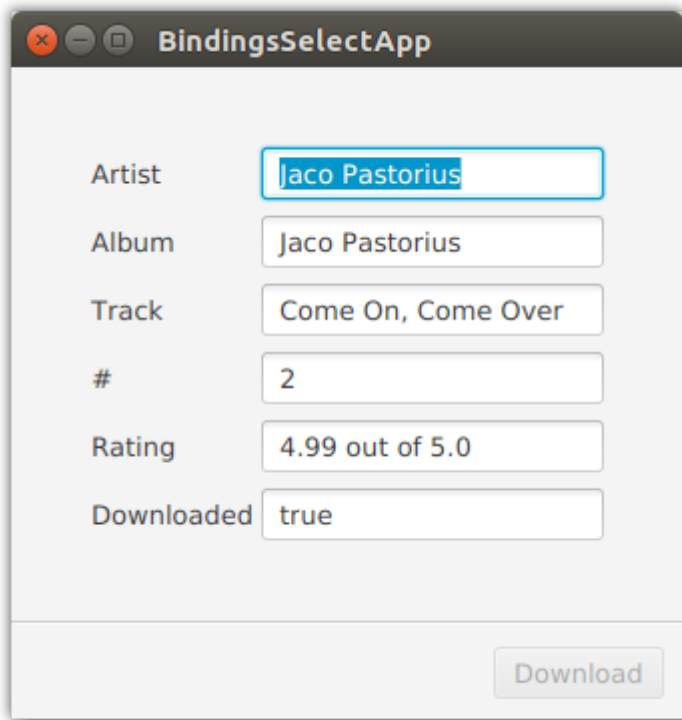 BindingsSelectApp
Artist Jaco Pastorius
Album Jaco Pastorius
Track Come On, Come Over
# 2
Rating 4.99 out of 5.0
Downloaded true
Download